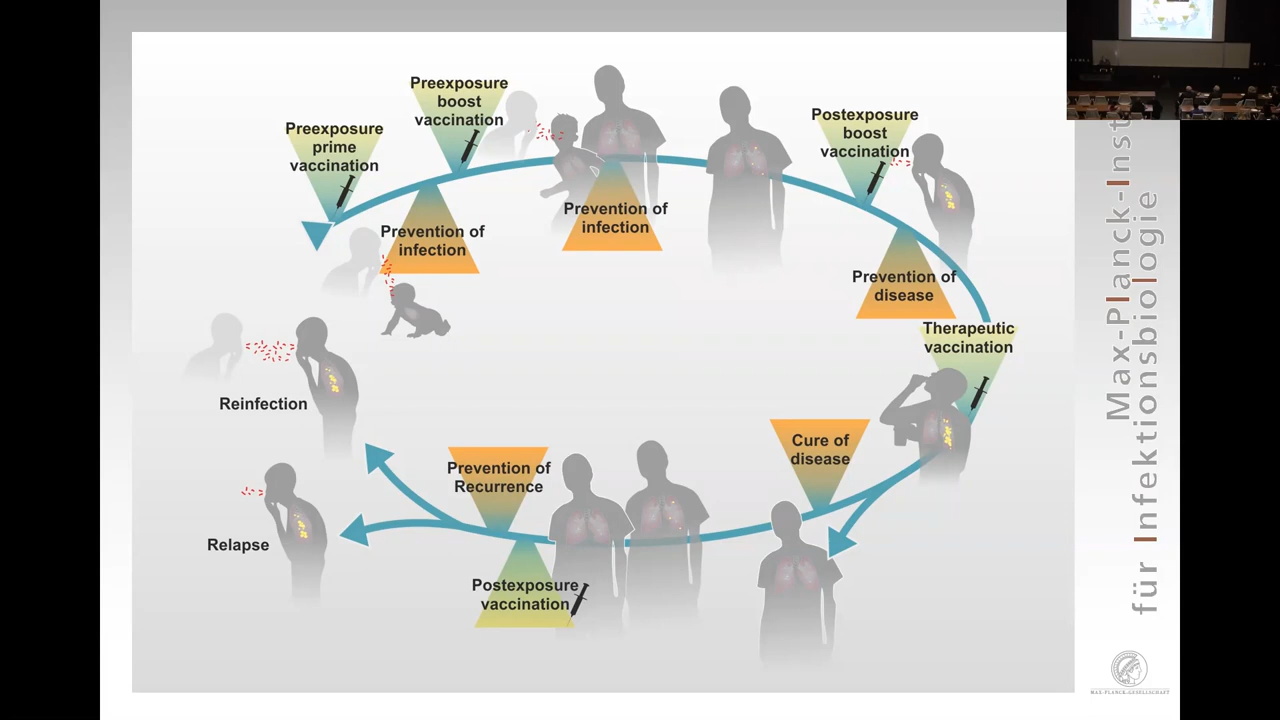 Preexposure
prime
vaccination
Preexposure
boost
vaccination
Prevention of
infection
Prevention of
infection
Postexposure
boost
vaccination
Prevention of
disease
Therapeutic
vaccination
Cure of
disease
Prevention of
Recurrence
Postexposure
vaccination
Reinfection
Relapse
Max-Planck-Inst
für Infektionsbiologie
MAX-PLANCK-GESELLSCHAFT